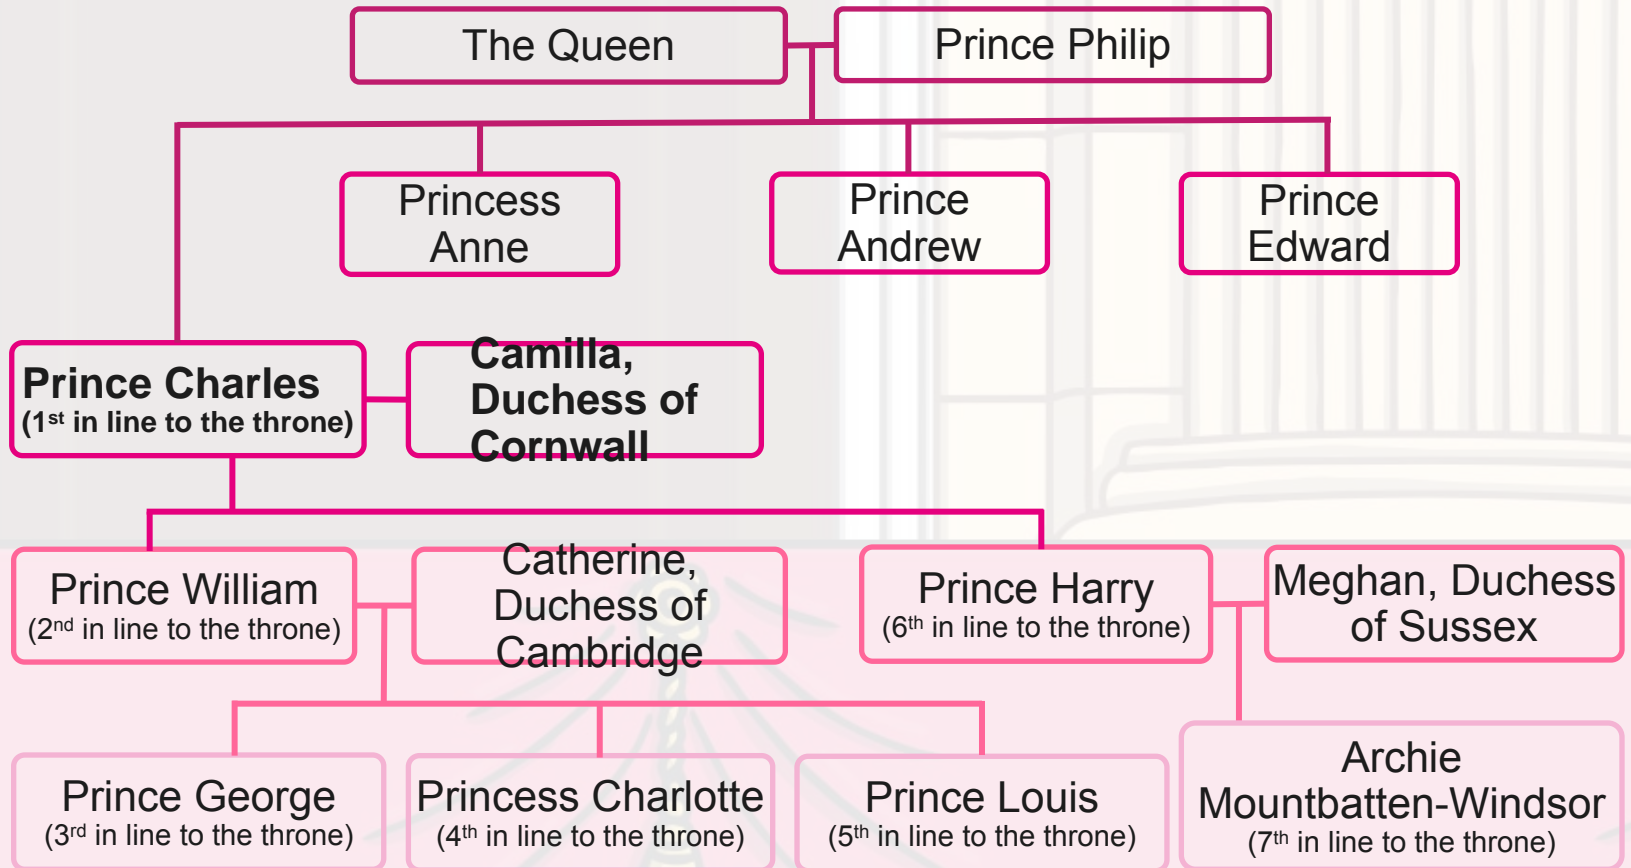 The Queen
Prince Philip
Princess
Anne
Prince
Andrew
Prince
Edward
Prince Charles
(1st in line to the throne)
Camilla,
Duchess of
Cornwall
Prince William
(2nd in line to the throne)
Catherine,
Duchess of
Cambridge
Prince Harry
(6th in line to the throne)
Meghan, Duchess
of Sussex
Prince George
(3rd in line to the throne)
Princess Charlotte
(4th in line to the throne)
Prince Louis
(5th in line to the throne)
Archie
Mountbatten-Windsor
(7th in line to the throne)